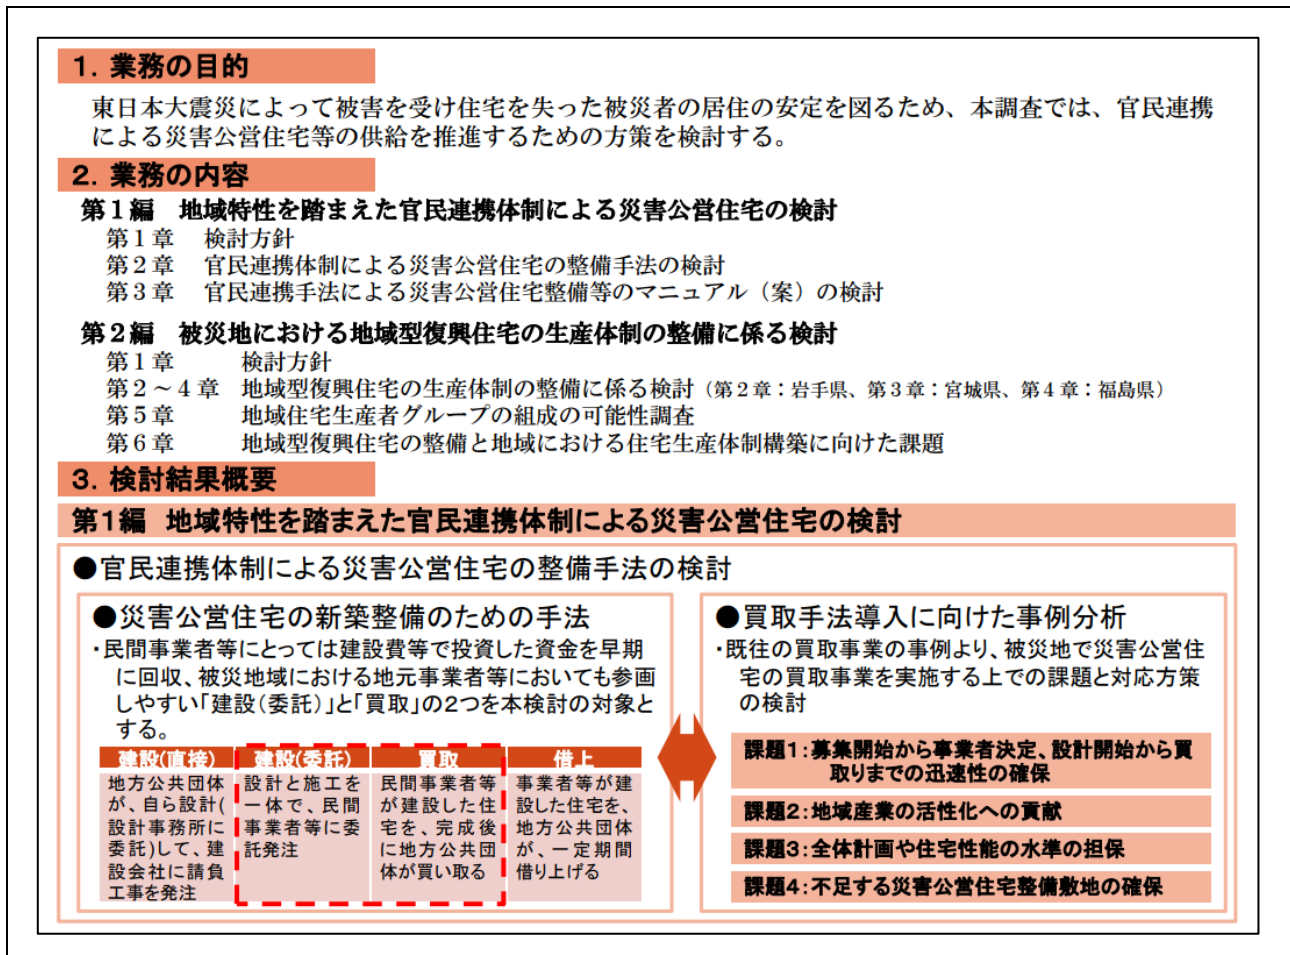 1. 業務の目的
東日本大震災によって被害を受け住宅を失った被災者の居住の安定を図るため、本調査では、官民連携
による災害公営住宅等の供給を推進するための方策を検討する。
2. 業務の内容
第1編 地域特性を踏まえた官民連携体制による災害公営住宅の検討
第1章 検討方針
第2章 官民連携体制による災害公営住宅の整備手法の検討
第3章 官民連携手法による災害公営住宅整備等のマニュアル（案）の検討
第2編 被災地における地域型復興住宅の生産体制の整備に係る検討
第1章 検討方針
第2～4章 地域型復興住宅の生産体制の整備に係る検討（第2章：岩手県、第3章：宮城県、第4章：福島県）
第5章 地域住宅生産者グループの組成の可能性調査
第6章 地域型復興住宅の整備と地域における住宅生産体制構築に向けた課題
3. 検討結果概要
第1編 地域特性を踏まえた官民連携体制による災害公営住宅の検討
●官民連携体制による災害公営住宅の整備手法の検討
●災害公営住宅の新築整備のための手法
・民間事業者等にとっては建設費等で投資した資金を早期
に回収、被災地域における地元事業者等においても参画
しやすい「建設（委託）」と「買取」の2つを本検討の対象と
する。
建設(直接)
地方公共団体
が、自ら設計(
設計事務所に
委託)して、建
設会社に請負
工事を発注
建設(委託)
設計と施工を
一体で、民間
事業者等に委
託発注
買取
民間事業者等
が建設した住
宅を、完成後
に地方公共団
体が買い取る
借上
事業者等が建
設した住宅を、
地方公共団体
が、一定期間
借り上げる
●買取手法導入に向けた事例分析
・既往の買取事業の事例より、被災地で災害公営住
宅の買取事業を実施する上での課題と対応方策
の検討
課題1：募集開始から事業者決定、設計開始から買
取りまでの迅速性の確保
課題2：地域産業の活性化への貢献
課題3：全体計画や住宅性能の水準の担保
課題4：不足する災害公営住宅整備敷地の確保